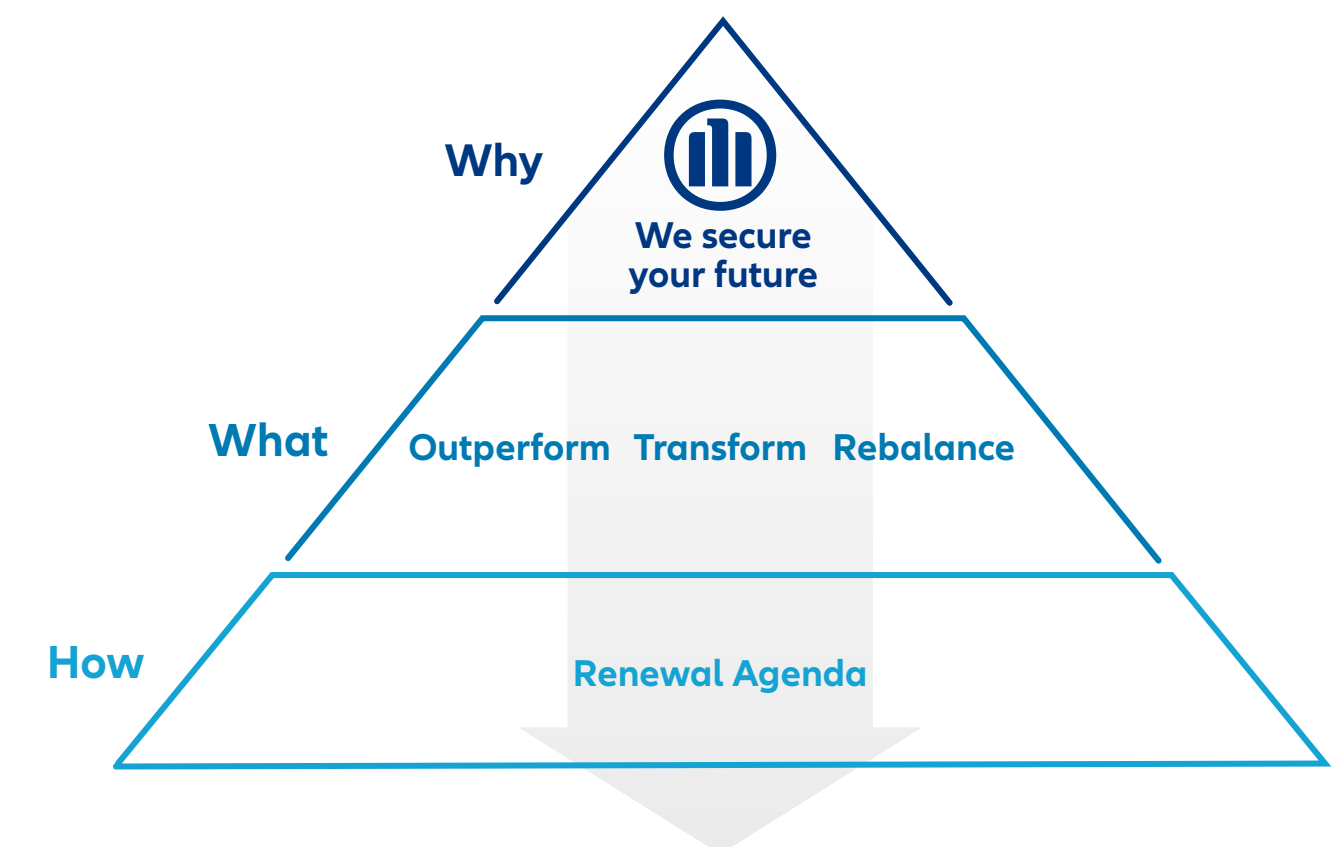 Why
We secure
your future
What
Outperform Transform Rebalance
How
Renewal Agenda